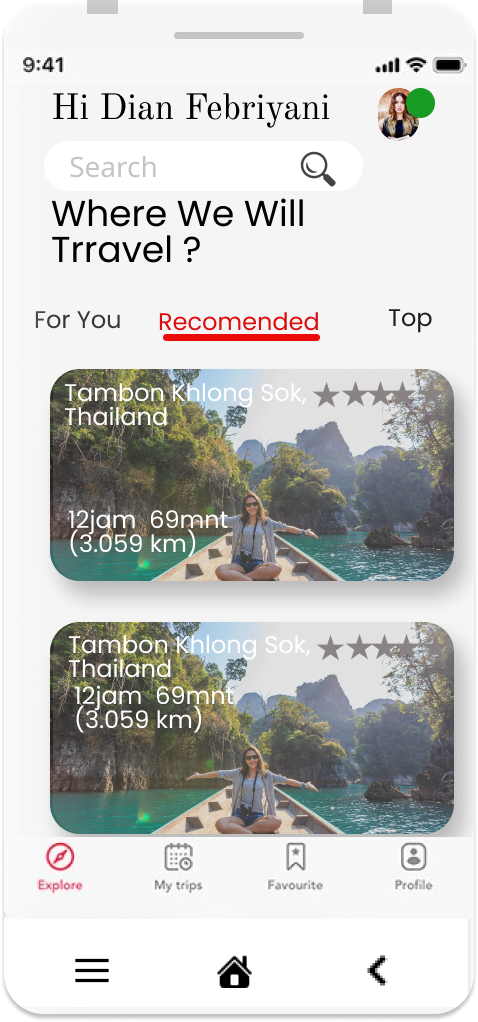 9:41
Hi Dian Febriyani
Search
Where We Will
Trravel ?
For You
Recomended
Top
Tambon Khlong Sok,
Thailand
12jam 69mnt
(3.059 km)
Tambon Khlong Sok,
Thailand
12jam 69mnt
(3.059 km)
Explore
My trips
Favourite
Profile